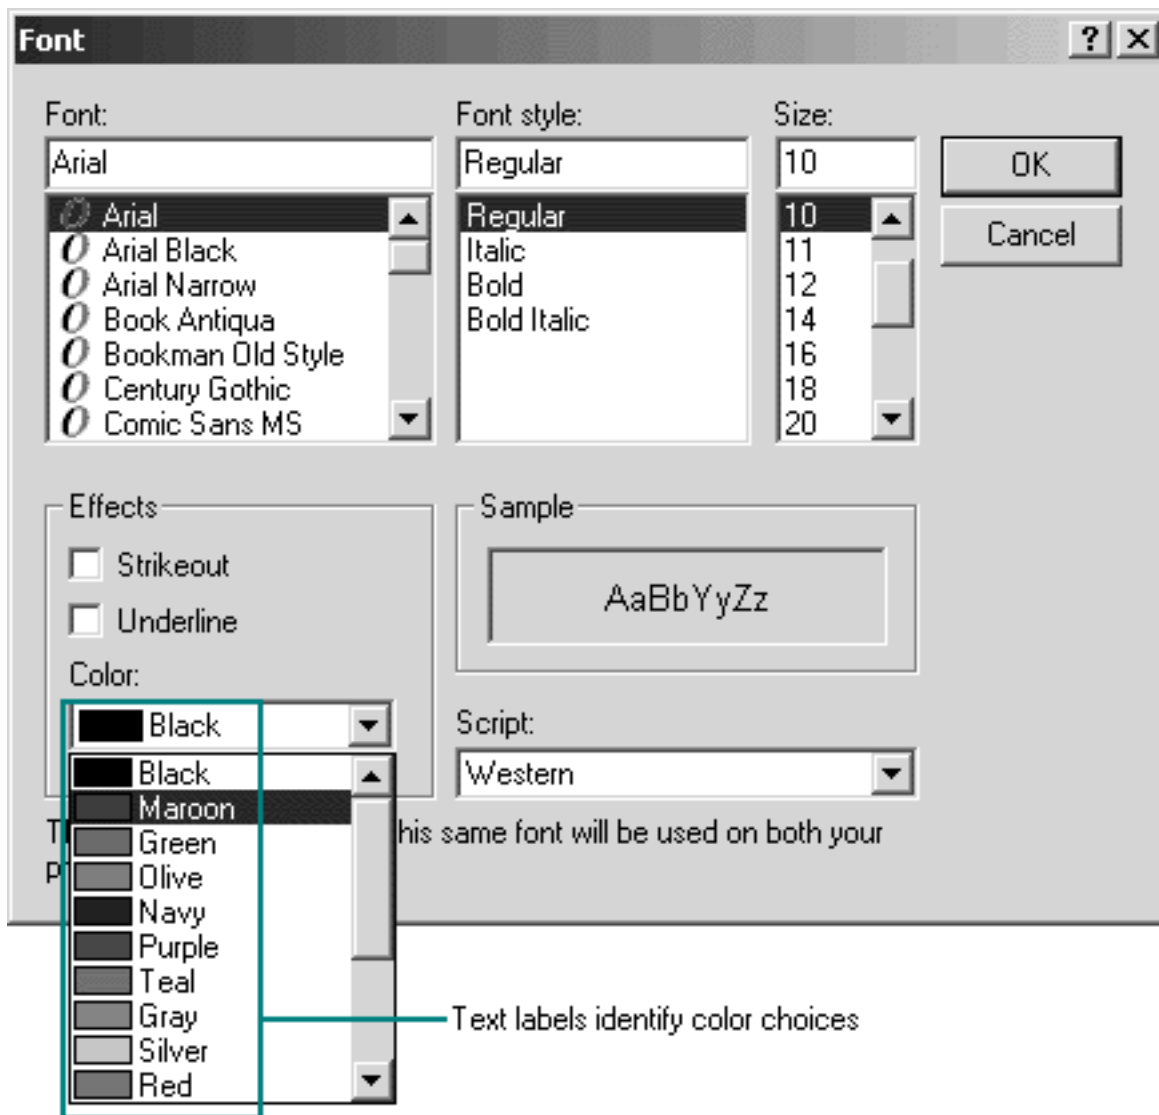 Font
Font:
Arial
Arial
Arial Black
Arial Narrow
Book Antiqua
Bookman Old Style
Century Gothic
Comic Sans MS
Font style:
Regular
Regular
Italic
Bold
Bold Italic
Size:
10
10
11
12
14
16
18
20
OK
Cancel
Effects
Strikeout
Underline
Color:
Black
Black
Maroon
Green
Olive
Navy
Purple
Teal
Gray
Silver
Red
Sample
AaBbYyZz
Script:
Western
his same font will be used on both your
Text labels identify color choices